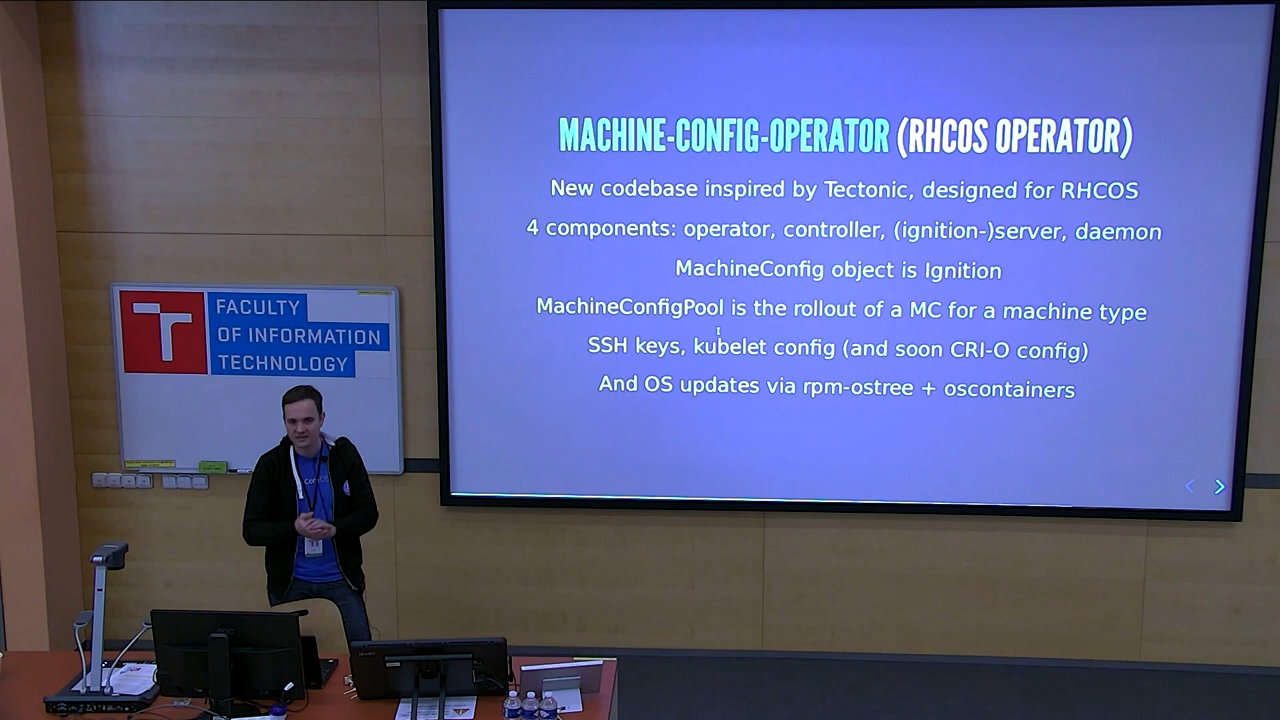 MACHINE-CONFIG-OPERATOR (RHCOS OPERATOR)
New codebase inspired by Tectonic, designed for RHCOS
4 components: operator, controller, (ignition-)server, daemon
MachineConfig object is Ignition
MachineConfigPool is the rollout of a MC for a machine type
SSH keys, kubelet config (and soon CRI-O config)
And OS updates via rpm-ostree + oscontainers
FACULTY
OF INFORMATION
TECHNOLOGY